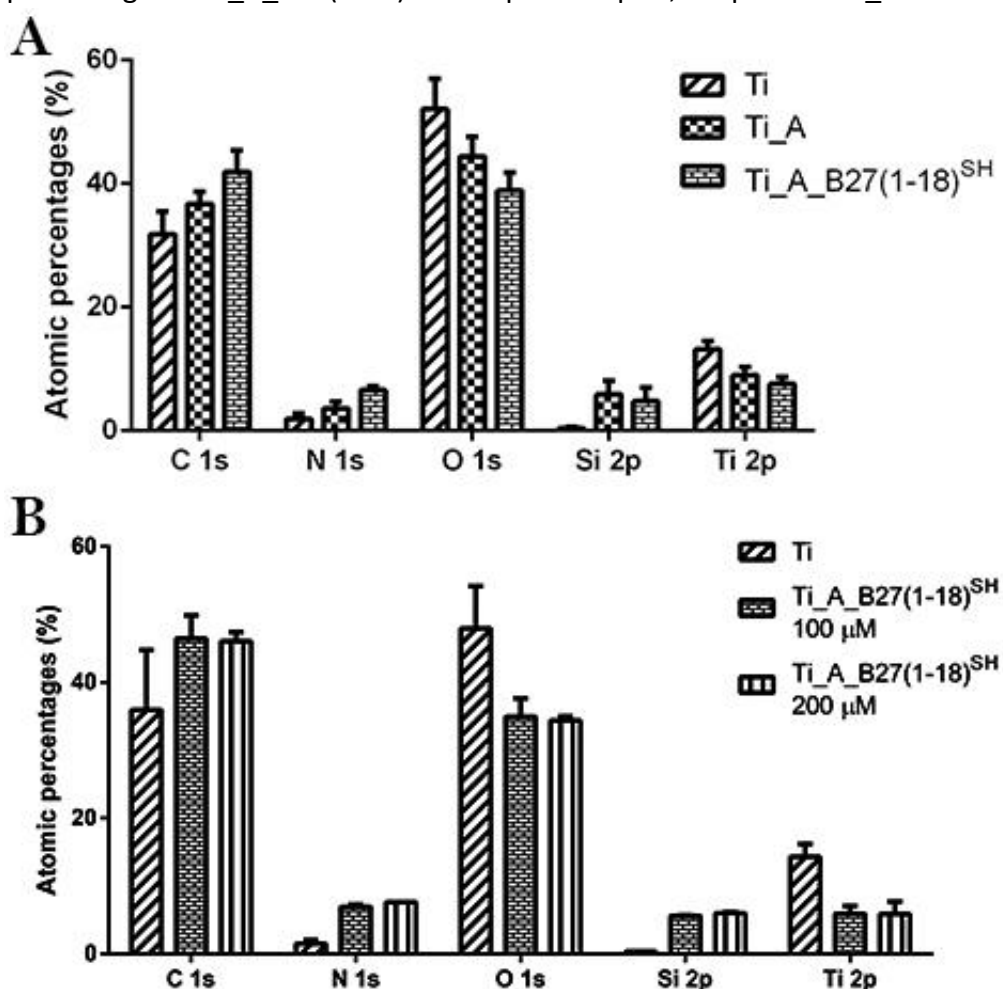 A
60
40
20
0
Atomic percentages (%)
Ti
Ti_A
Ti_A_B27(1-18)SH
C 1s N 1s O 1s Si 2p Ti 2p
B
60
40
20
0
Atomic percentages (%)
Ti
Ti_A_B27(1-18)SH
100 μM
Ti_A_B27(1-18)SH
200 μM
C 1s N 1s O 1s Si 2p Ti 2p